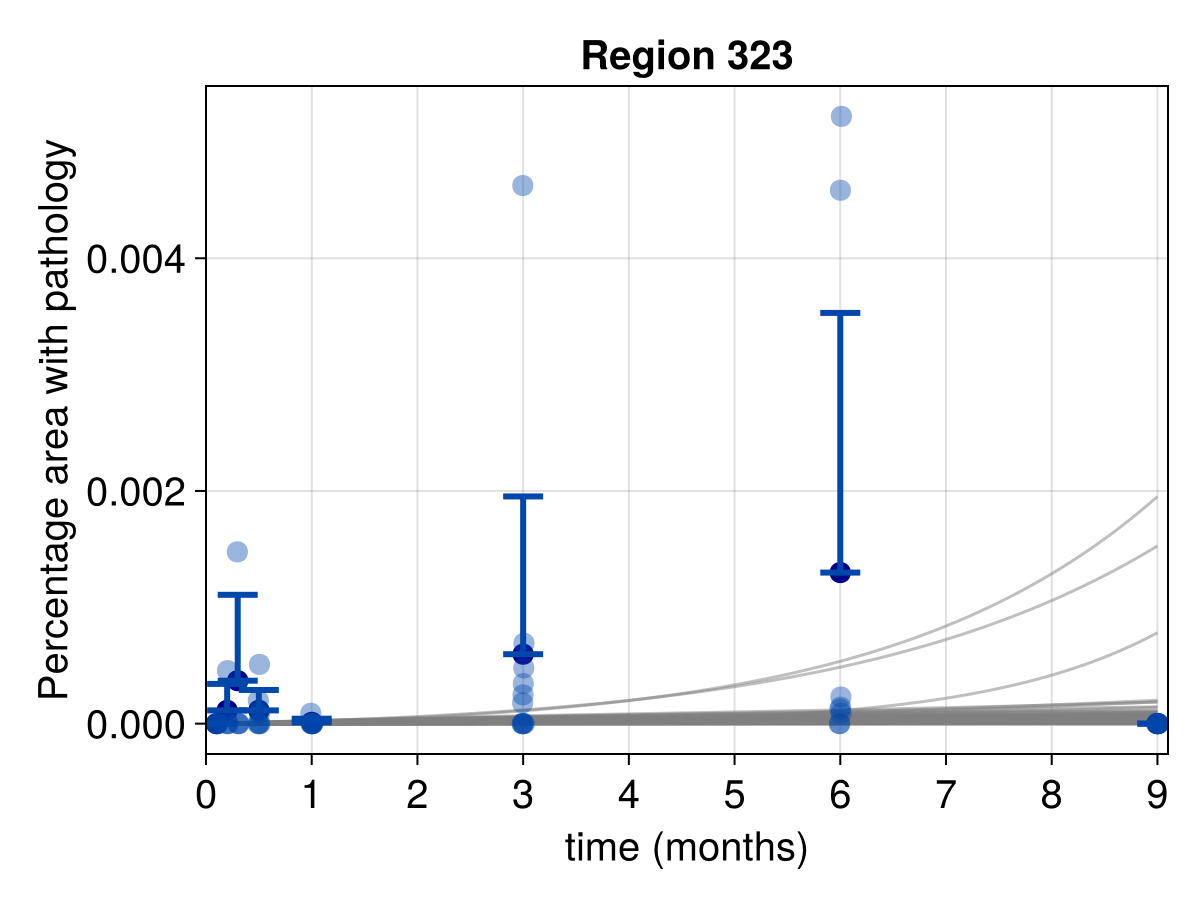 Region 323
Percentage area with pathology
0.004
0.002
0.000
0 1 2 3 4 5 6 7 8 9
time (months)